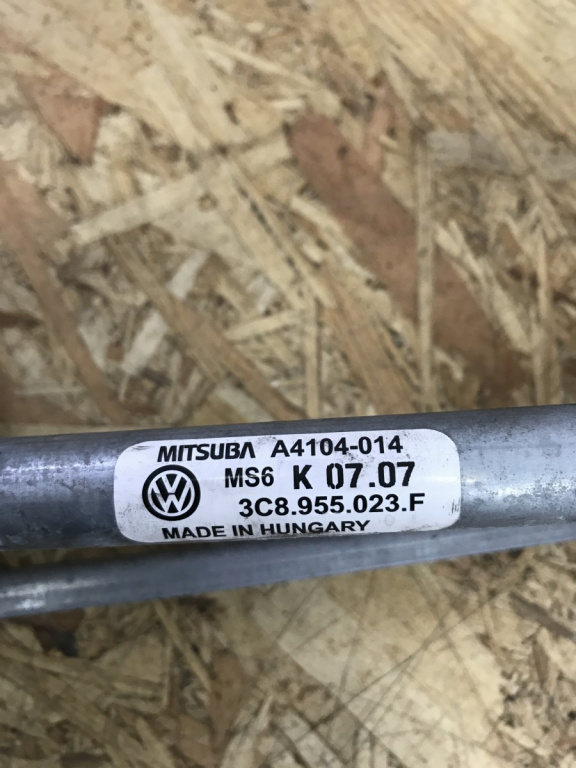 MITSUBA A4104-014
MS6 K 07.07
3C8.955.023.F
MADE IN HUNGARY